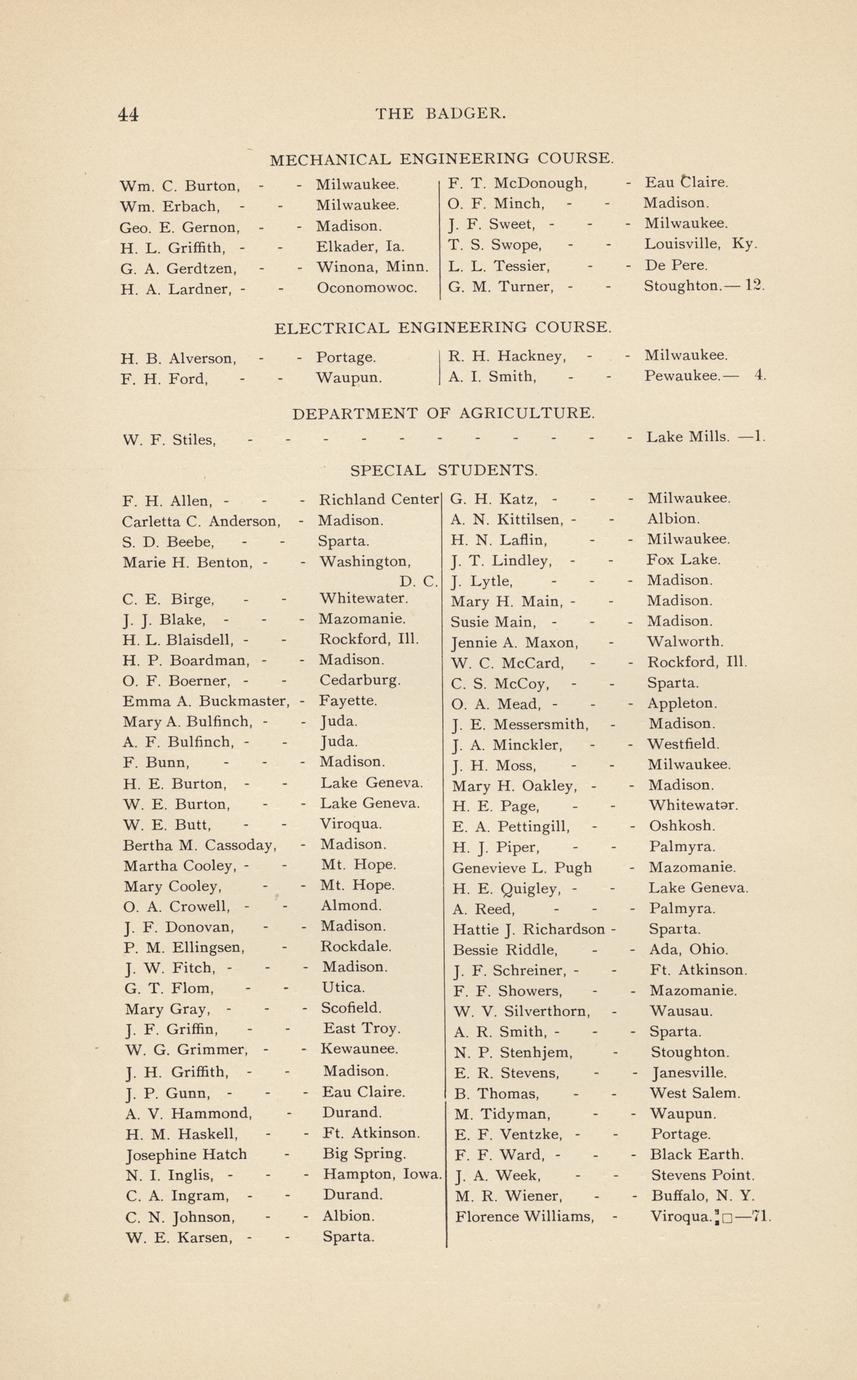 44 THE BADGER.
MECHANICAL ENGINEERING COURSE.
Wm. C. Burton, - - Milwaukee.
Wm. Erbach, - - Milwaukee.
Geo. E. Gernon, - - Madison.
H. L. Griffith, - - Elkader, Ia.
G. A. Gerdtzen, - - Winona, Minn.
H. A. Lardner, - - Oconomowoc.
F. T. McDonough, - Eau Claire.
O. F. Minch, - - Madison.
J. F. Sweet, - - - Milwaukee.
T. S. Swope, - - Louisville, Ky.
L. L. Tessier, - - De Pere.
G. M. Turner, - - Stoughton.— 12.
ELECTRICAL ENGINEERING COURSE.
H. B. Alverson, - - Portage.
F. H. Ford, - - Waupun.
R. H. Hackney, - - Milwaukee.
A. I. Smith, - - Pewaukee.— 4.
DEPARTMENT OF AGRICULTURE.
W. F. Stiles, - - - - - - - - - - - Lake Mills. —1.
SPECIAL STUDENTS.
F. H. Allen, - - - Richland Center
Carletta C. Anderson, - Madison.
S. D. Beebe, - - Sparta.
Marie H. Benton, - - Washington,
D. C.
C. E. Birge, - - Whitewater.
J. J. Blake, - - - Mazomanie.
H. L. Blaisdell, - - Rockford, Ill.
H. P. Boardman, - - Madison.
O. F. Boerner, - - Cedarburg.
Emma A. Buckmaster, - Fayette.
Mary A. Bulfinch, - - Juda.
A. F. Bulfinch, - - Juda.
F. Bunn, - - - Madison.
H. E. Burton, - - Lake Geneva.
W. E. Burton, - - Lake Geneva.
W. E. Butt, - - Viroqua.
Bertha M. Cassoday, - Madison.
Martha Cooley, - - Mt. Hope.
Mary Cooley, - - Mt. Hope.
O. A. Crowell, - - Almond.
J. F. Donovan, - - Madison.
P. M. Ellingsen, - Rockdale.
J. W. Fitch, - - - Madison.
G. T. Flom, - - Utica.
Mary Gray, - - - Scofield.
J. F. Griffin, - - East Troy.
W. G. Grimmer, - - Kewaunee.
J. H. Griffith, - - Madison.
J. P. Gunn, - - - Eau Claire.
A. V. Hammond, - Durand.
H. M. Haskell, - - Ft. Atkinson.
Josephine Hatch - Big Spring.
N. I. Inglis, - - - Hampton, Iowa.
C. A. Ingram, - - Durand.
C. N. Johnson, - - Albion.
W. E. Karsen, - - Sparta.
G. H. Katz, - - - Milwaukee.
A. N. Kittilsen, - - Albion.
H. N. Laflin, - - Milwaukee.
J. T. Lindley, - - Fox Lake.
J. Lytle, - - - Madison.
Mary H. Main, - - Madison.
Susie Main, - - - Madison.
Jennie A. Maxon, - Walworth.
W. C. McCard, - - Rockford, Ill.
C. S. McCoy, - - Sparta.
O. A. Mead, - - - Appleton.
J. E. Messersmith, - Madison.
J. A. Minckler, - - Westfield.
J. H. Moss, - - Milwaukee.
Mary H. Oakley, - - Madison.
H. E. Page, - - Whitewater.
E. A. Pettingill, - - Oshkosh.
H. J. Piper, - - Palmyra.
Genevieve L. Pugh - Mazomanie.
H. E. Quigley, - - Lake Geneva.
A. Reed, - - - Palmyra.
Hattie J. Richardson - Sparta.
Bessie Riddle, - - Ada, Ohio.
J. F. Schreiner, - - Ft. Atkinson.
F. F. Showers, - - Mazomanie.
W. V. Silverthorn, - Wausau.
A. R. Smith, - - - Sparta.
N. P. Stenhjem, - Stoughton.
E. R. Stevens, - - Janesville.
B. Thomas, - - West Salem.
M. Tidyman, - - Waupun.
E. F. Ventzke, - - Portage.
F. F. Ward, - - - Black Earth.
J. A. Week, - - Stevens Point.
M. R. Wiener, - - Buffalo, N. Y.
Florence Williams, - Viroqua. —71.